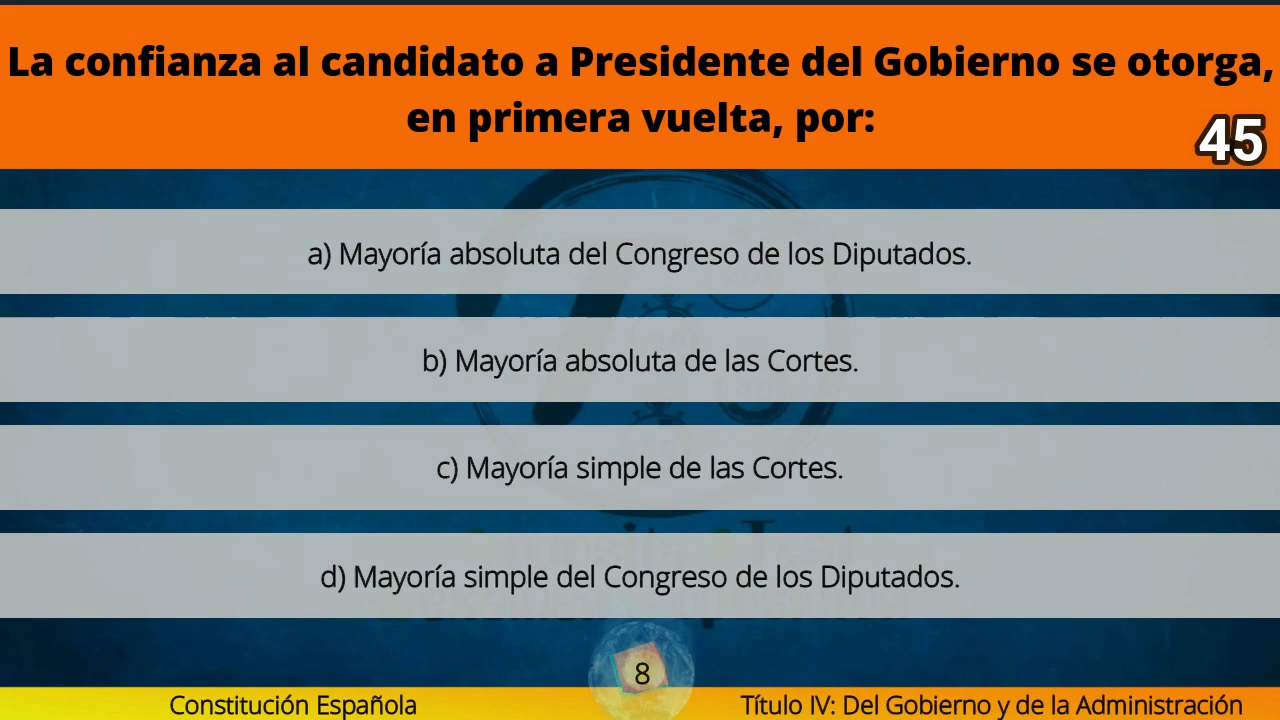 La confianza al candidato a Presidente del Gobierno se otorga,
en primera vuelta, por:
45
a) Mayoría absoluta del Congreso de los Diputados.
b) Mayoría absoluta de las Cortes.
c) Mayoría simple de las Cortes.
d) Mayoría simple del Congreso de los Diputados.
8
Constitución Española
Título IV: Del Gobierno y de la Administración